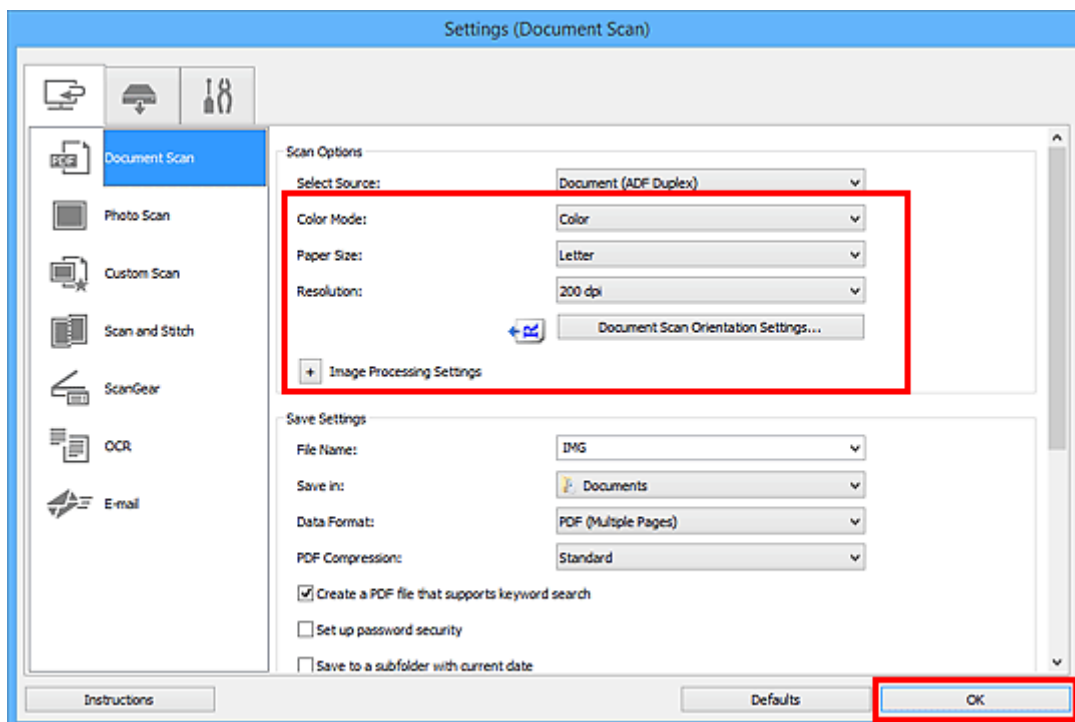 Settings (Document Scan)
PDF
Document Scan
Photo Scan
Custom Scan
Scan and Stitch
ScanGear
OCR
E-mail
Scan Options
Select Source: Document (ADF Duplex)
Color Mode: Color
Paper Size: Letter
Resolution: 200 dpi
R Document Scan Orientation Settings...
+ Image Processing Settings
Save Settings
File Name: IMG
Save in: Documents
Data Format: PDF (Multiple Pages)
PDF Compression: Standard
Create a PDF file that supports keyword search
Set up password security
Save to a subfolder with current date
Instructions Defaults OK